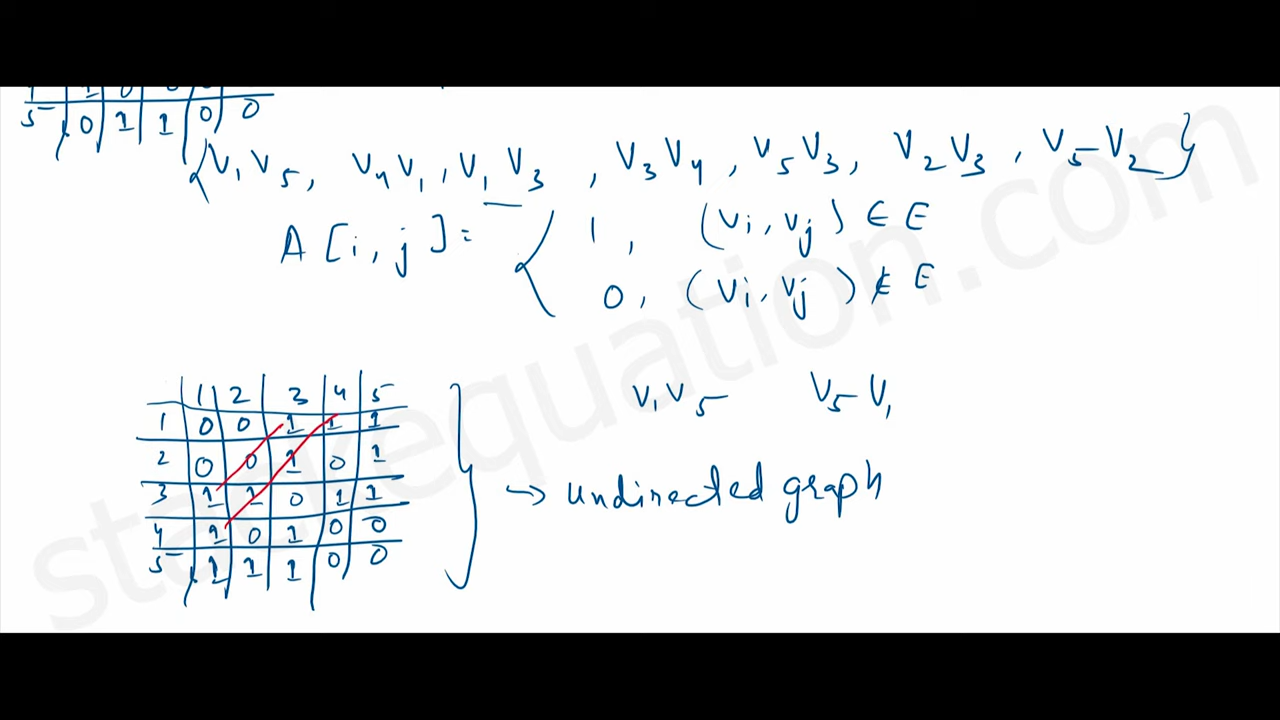 5 | 0 | 1 | 1 | 0 | 0
{V₁V₅, V₄V₁, V₁V₃, V₃V₄, V₅V₃, V₂V₃, V₅V₂}
A[i,j] = { 1, (vi, vj) ∈ E
0, (vi, vj) ∉ E
1 2 3 4 5
1 0 0 1 1 1
2 0 0 1 0 1
3 1 1 0 1 1
4 1 0 1 0 0
5 1 1 1 0 0
V₁V₅ V₅V₁
→ undirected graph
stackequation.com